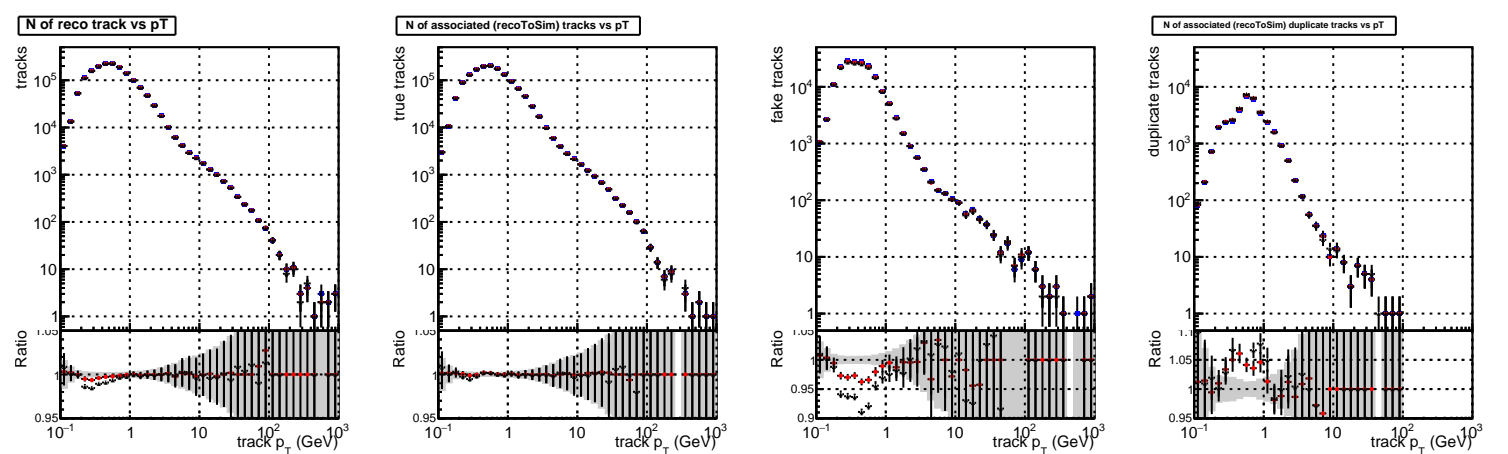 N of reco track vs pT
tracks
10^5
10^4
10^3
10^2
10
1
Ratio
1.05
0.95
10^-1 1 10 10^2 10^3
track p_T (GeV)
N of associated (recoToSim) tracks vs pT
true tracks
10^5
10^4
10^3
10^2
10
1
Ratio
1.05
0.95
10^-1 1 10 10^2 10^3
track p_T (GeV)
fake tracks
10^4
10^3
10^2
10
1
Ratio
1.05
1
0.95
0.9
10^-1 1 10 10^2 10^3
track p_T (GeV)
N of associated (recoToSim) duplicate tracks vs pT
duplicate tracks
10^4
10^3
10^2
10
1
Ratio
1.1
1.05
1
0.95
10^-1 1 10 10^2 10^3
track p_T (GeV)